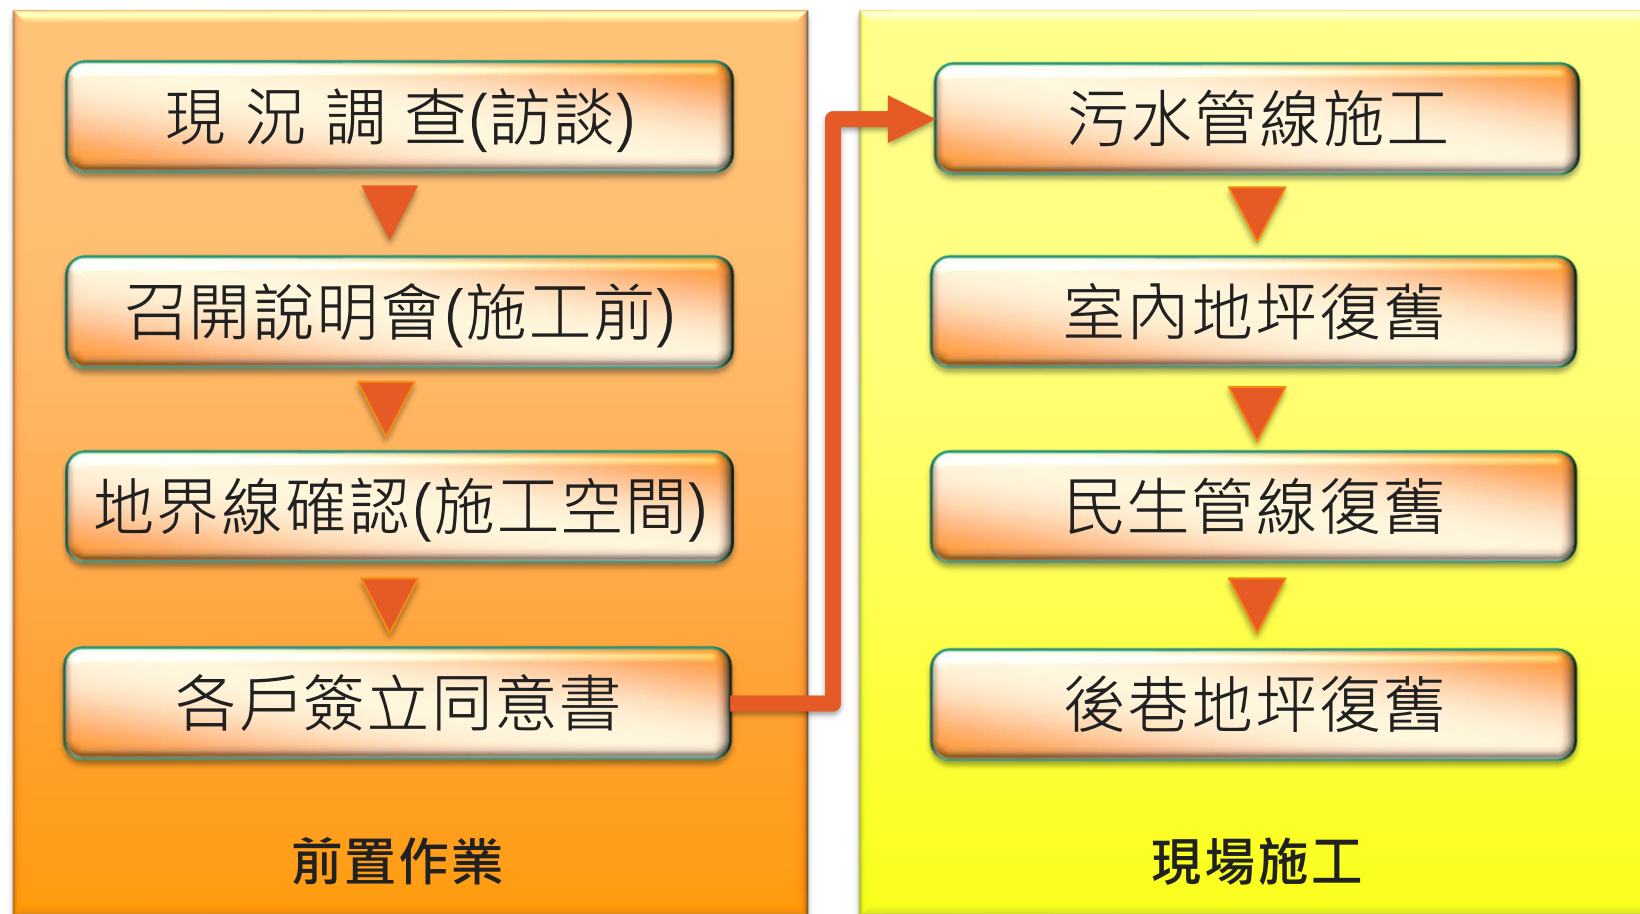 現 況 調 查(訪談)
召開說明會(施工前)
地界線確認(施工空間)
各戶簽立同意書
前置作業
污水管線施工
室內地坪復舊
民生管線復舊
後巷地坪復舊
現場施工